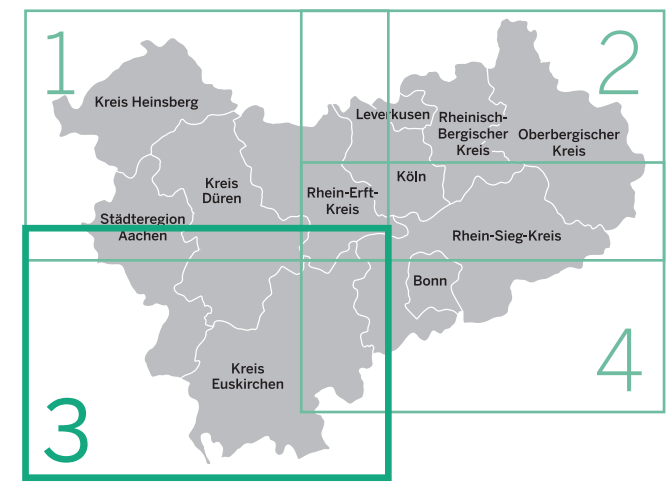 1
2
Kreis Heinsberg
Leverkusen
Rheinisch-
Bergischer
Kreis
Oberbergischer
Kreis
Kreis
Düren
Köln
Rhein-Erft-
Kreis
Städteregion
Aachen
Rhein-Sieg-Kreis
Bonn
Kreis
Euskirchen
3
4